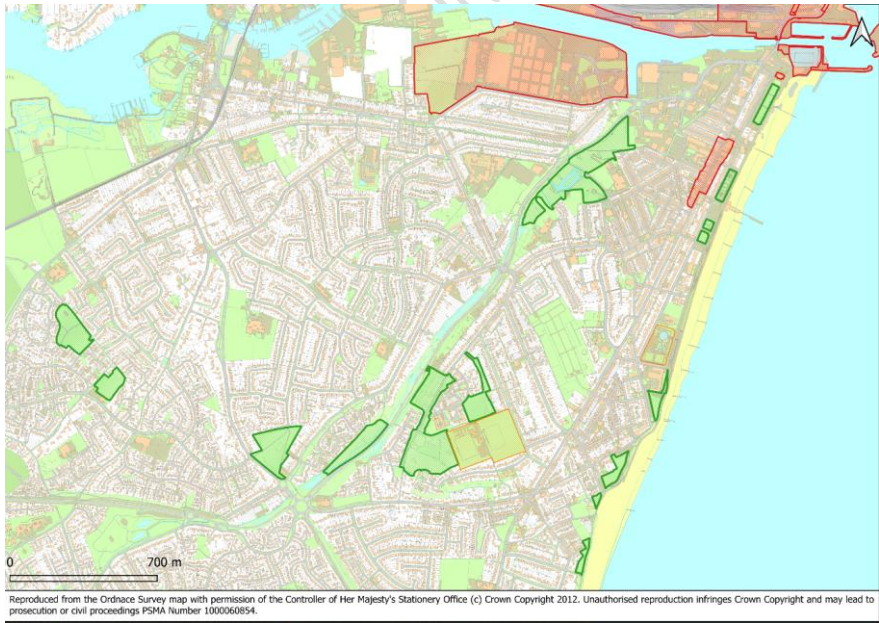 0 700 m
Reproduced from the Ordnace Survey map with permission of the Controller of Her Majesty's Stationery Office (c) Crown Copyright 2012. Unauthorised reproduction infringes Crown Copyright and may lead to
prosecution or civil proceedings PSMA Number 1000060854.